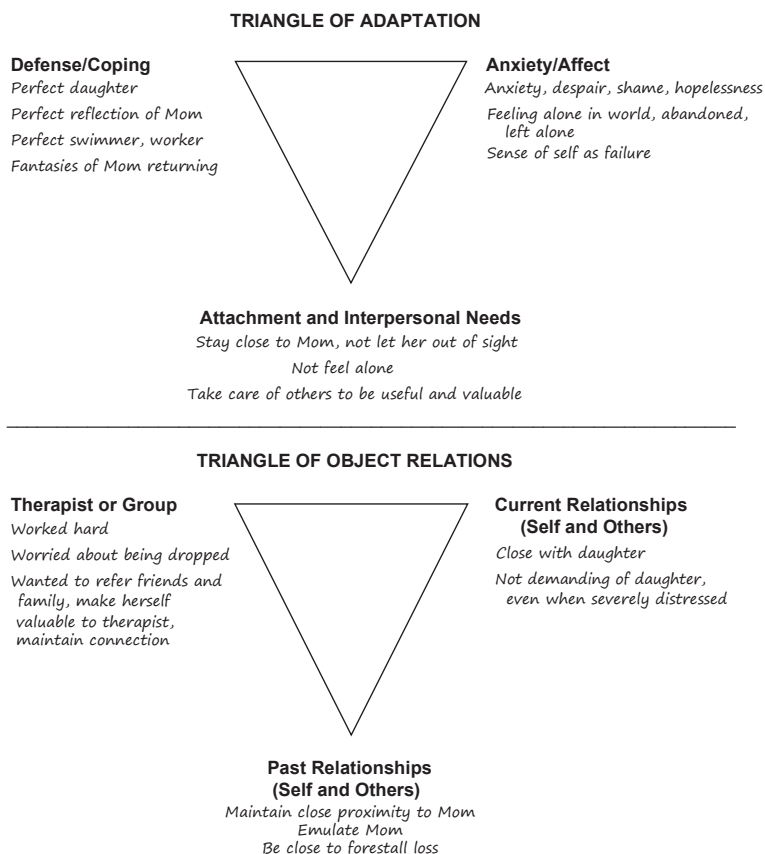 TRIANGLE OF ADAPTATION
Defense/Coping
Perfect daughter
Perfect reflection of Mom
Perfect swimmer, worker
Fantasies of Mom returning
Anxiety/Affect
Anxiety, despair, shame, hopelessness
Feeling alone in world, abandoned,
left alone
Sense of self as failure
Attachment and Interpersonal Needs
Stay close to Mom, not let her out of sight
Not feel alone
Take care of others to be useful and valuable
TRIANGLE OF OBJECT RELATIONS
Therapist or Group
Worked hard
Worried about being dropped
Wanted to refer friends and
family, make herself
valuable to therapist,
maintain connection
Current Relationships
(Self and Others)
Close with daughter
Not demanding of daughter,
even when severely distressed
Past Relationships
(Self and Others)
Maintain close proximity to Mom
Emulate Mom
Be close to forestall loss